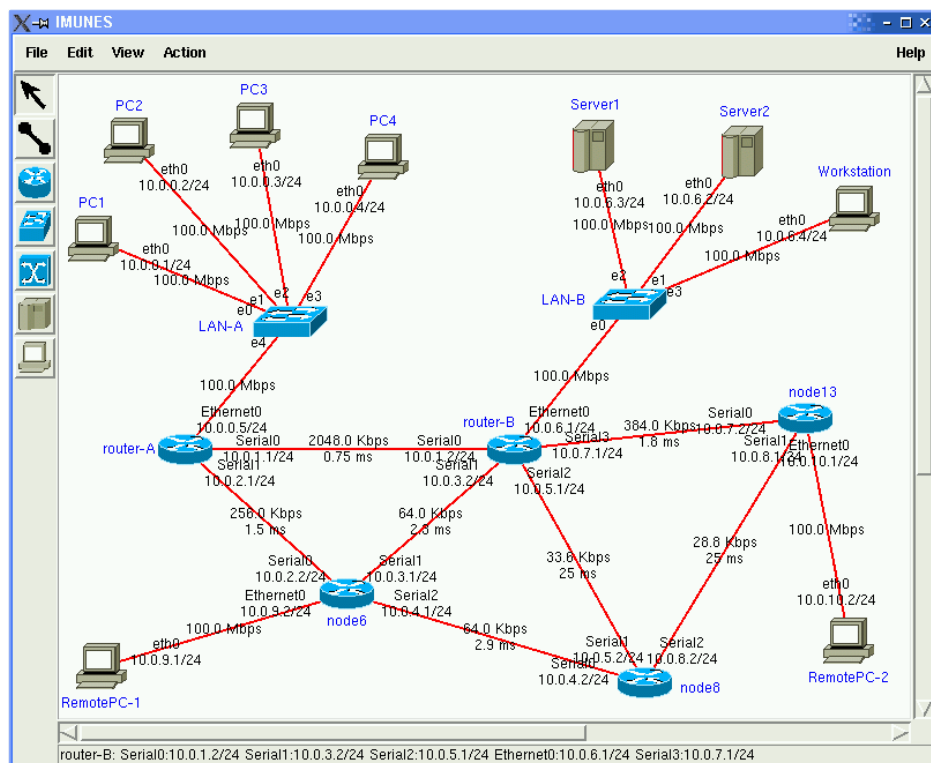 IMUNES
File Edit View Action Help
PC2
PC3
PC4
Server1
Server2
Workstation
PC1
eth0
10.0.0.2/24
eth0
10.0.0.3/24
eth0
10.0.0.4/24
eth0
10.0.6.3/24
eth0
10.0.6.2/24
eth0
10.0.6.4/24
eth0
10.0.0.1/24
100.0 Mbps
100.0 Mbps
100.0 Mbps
100.0 Mbps
100.0 Mbps
100.0 Mbps
100.0 Mbps
e0
e1
e2
e3
LAN-A
e4
e2
e1
e3
LAN-B
e0
100.0 Mbps
100.0 Mbps
Ethernet0
10.0.0.5/24
router-A
Serial0
10.0.1.1/24
2048.0 Kbps
0.75 ms
Serial0
10.0.1.2/24
router-B
Ethernet0
10.0.6.1/24
Serial3
10.0.7.1/24
384.0 Kbps
1.8 ms
Serial0
10.0.7.2/24
node13
Serial1
10.0.8.1/24
Ethernet0
10.0.10.1/24
Serial1
10.0.2.1/24
Serial1
10.0.3.2/24
Serial2
10.0.5.1/24
256.0 Kbps
1.5 ms
64.0 Kbps
2.3 ms
33.6 Kbps
25 ms
28.8 Kbps
25 ms
100.0 Mbps
Serial0
10.0.2.2/24
Serial1
10.0.3.1/24
Ethernet0
10.0.9.2/24
Serial2
10.0.4.1/24
node6
eth0
10.0.10.2/24
100.0 Mbps
64.0 Kbps
2.9 ms
eth0
10.0.9.1/24
RemotePC-1
Serial1
10.0.5.2/24
Serial2
10.0.8.2/24
Serial0
10.0.4.2/24
node8
RemotePC-2
router-B: Serial0:10.0.1.2/24 Serial1:10.0.3.2/24 Serial2:10.0.5.1/24 Ethernet0:10.0.6.1/24 Serial3:10.0.7.1/24